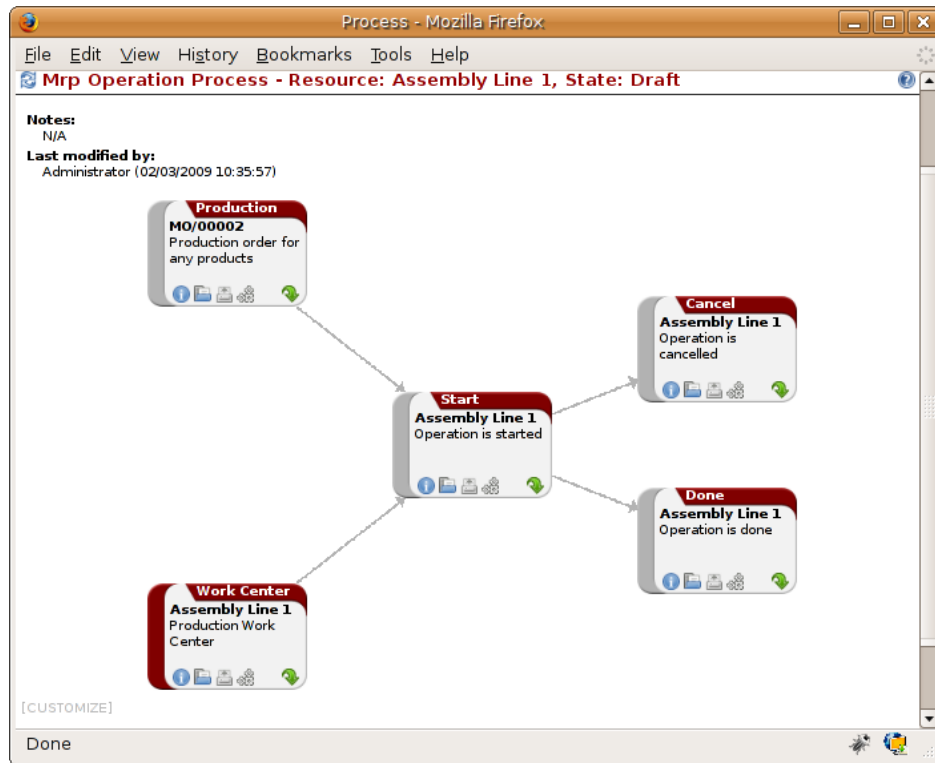 Process - Mozilla Firefox
File Edit View History Bookmarks Tools Help
Mrp Operation Process - Resource: Assembly Line 1, State: Draft
Notes:
N/A
Last modified by:
Administrator (02/03/2009 10:35:57)
Production
MO/00002
Production order for
any products
Cancel
Assembly Line 1
Operation is
cancelled
Start
Assembly Line 1
Operation is started
Done
Assembly Line 1
Operation is done
Work Center
Assembly Line 1
Production Work
Center
[CUSTOMIZE]
Done